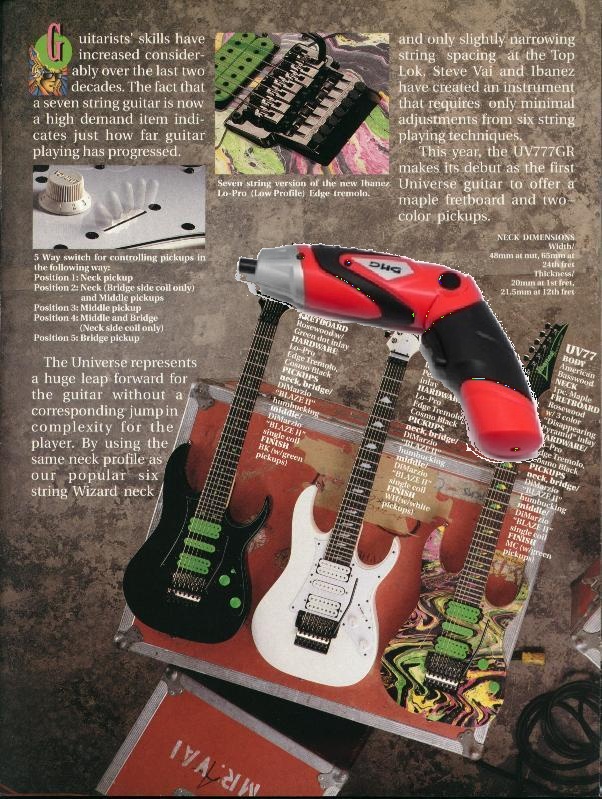 Guitarists' skills have
increased consider-
ably over the last two
decades. The fact that
a seven string guitar is now
a high demand item indi-
cates just how far guitar
playing has progressed.
5 Way switch for controlling pickups in
the following way:
Position 1: Neck pickup
Position 2: Neck (Bridge side coil only)
and Middle pickups
Position 3: Middle pickup
Position 4: Middle and Bridge
(Neck side coil only)
Position 5: Bridge pickup
The Universe represents
a huge leap forward for
the guitar without a
corresponding jump in
complexity for the
player. By using the
same neck profile as
our popular six
string Wizard neck
Seven string version of the new Ibanez
Lo-Pro (Low Profile) Edge tremolo.
and only slightly narrowing
string spacing at the Top
Lok, Steve Vai and Ibanez
have created an instrument
that requires only minimal
adjustments from six string
playing techniques.
This year, the UV777GR
makes its debut as the first
Universe guitar to offer a
maple fretboard and two-
color pickups.
NECK DIMENSIONS
Width/
48mm at nut, 65mm at
24th fret
Thickness/
20mm at 1st fret,
21.5mm at 12th fret
DHG
FRETBOARD
Rosewood w/
Green dot inlay
HARDWARE
Lo-Pro
Edge Tremolo,
Cosmo Black
PICKUPS
neck, bridge/
DiMarzio
"BLAZE II"
humbucking
middle/
DiMarzio
"BLAZE II"
single coil
FINISH
BK (w/green
pickups)
inlay
HARDWARE
Lo-Pro
Edge Tremolo,
Cosmo Black
PICKUPS
neck, bridge/
DiMarzio
"BLAZE II"
humbucking
middle/
DiMarzio
"BLAZE II"
single coil
FINISH
WH(w/white
pickups)
UV77
BODY
American
Basswood
NECK
1pc. Maple
FRETBOARD
Rosewood
w/ 3 color
"Disappearing
Pyramid" inlay
HARDWARE
Lo-Pro/
Edge Tremolo,
Cosmo Black
PICKUPS
neck, bridge/
DiMarzio
"BLAZE II"
humbucking
middle/
DiMarzio
"BLAZE II"
single coil
FINISH
MC (w/green
pickups)
MR. VAI